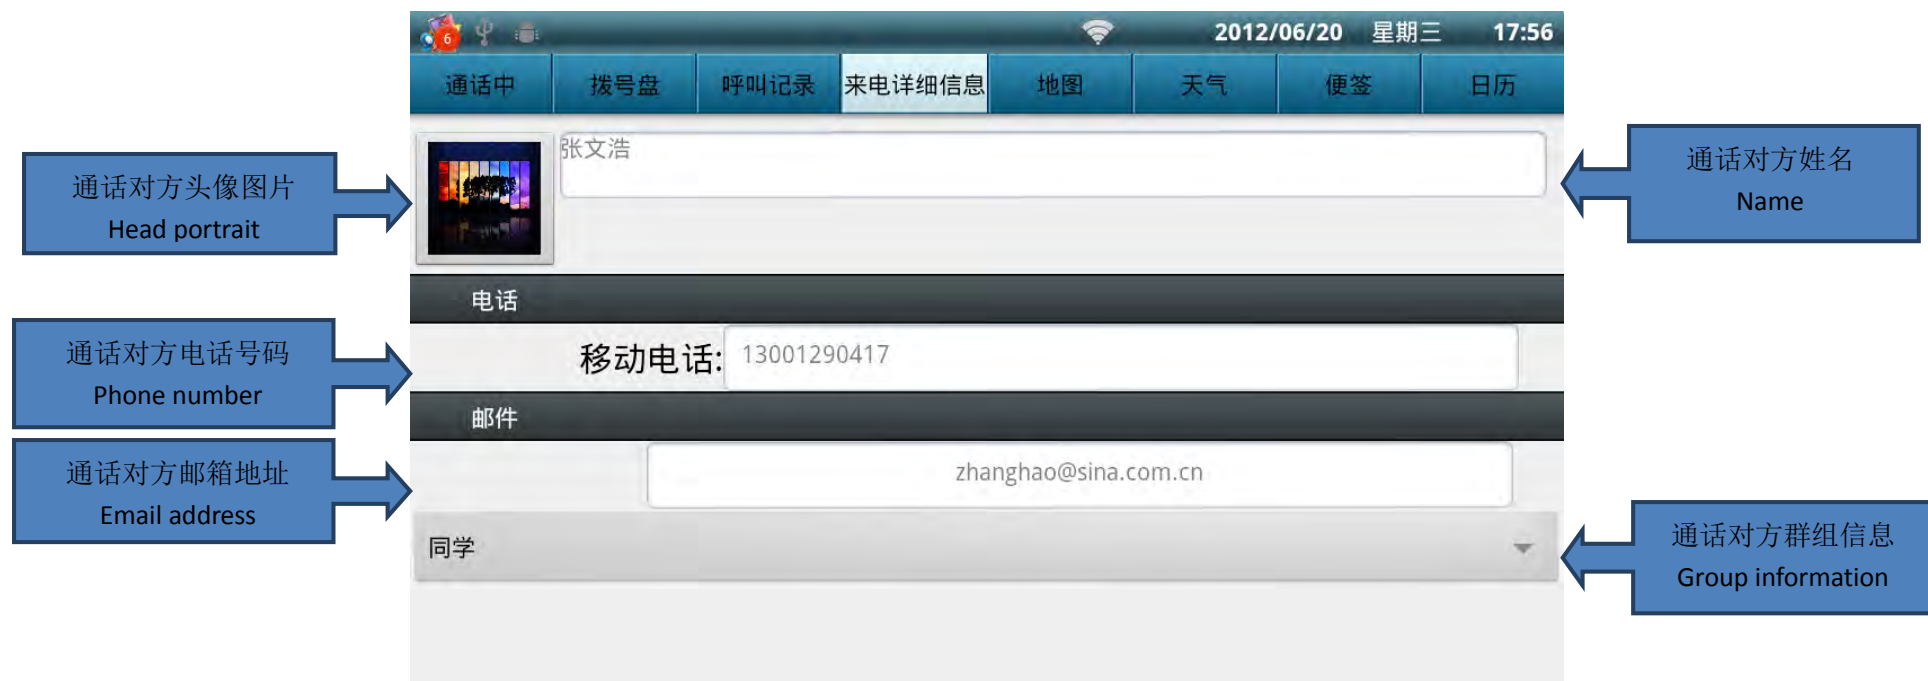 6
2012/06/20 星期三 17:56
通话中 拨号盘 呼叫记录 来电详细信息 地图 天气 便签 日历
通话对方头像图片
Head portrait
张文浩
通话对方姓名
Name
电话
通话对方电话号码
Phone number
移动电话: 13001290417
邮件
通话对方邮箱地址
Email address
zhanghao@sina.com.cn
同学
通话对方群组信息
Group information